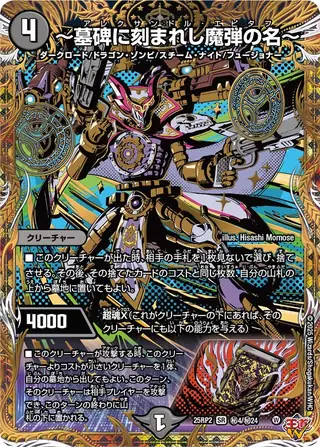 4
アレクサンドル・エピタフ
〜墓碑に刻まれし魔弾の名〜
ダークロード/ドラゴン・ゾンビ/スチーム・ナイト/フュージョナー
illus. Hisashi Momose
クリーチャー
■このクリーチャーが出た時、相手の手札を1枚見ないで選び、捨て
させる。その後、その捨てたカードのコストと同じ枚数、自分の山札の
上から墓地に置いてもよい。
4000
超魂X(これがクリーチャーの下にあれば、その
クリーチャーにも以下の能力を与える)
■このクリーチャーが攻撃する時、このクリー
チャーよりコストが小さいクリーチャーを1体、
自分の墓地から出してもよい。このターン、
そのクリーチャーは相手プレイヤーを攻撃
でき、このターンの終わりに山
札の下に置かれる。
1
25RP2 SR
W